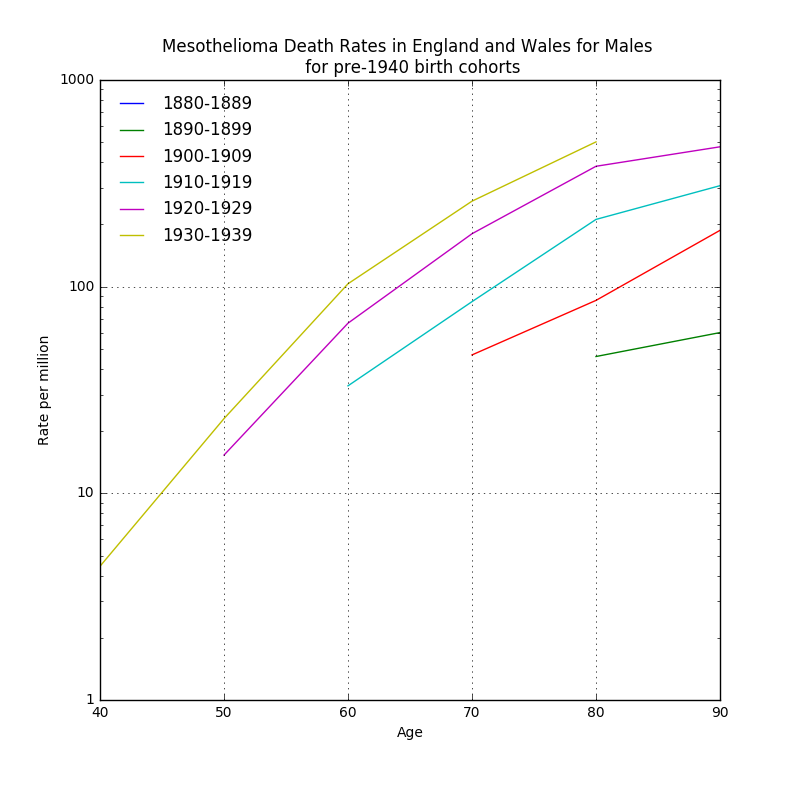 Mesothelioma Death Rates in England and Wales for Males
for pre-1940 birth cohorts
1000
1880-1889
1890-1899
1900-1909
1910-1919
1920-1929
1930-1939
100
Rate per million
10
1
40 50 60 70 80 90
Age